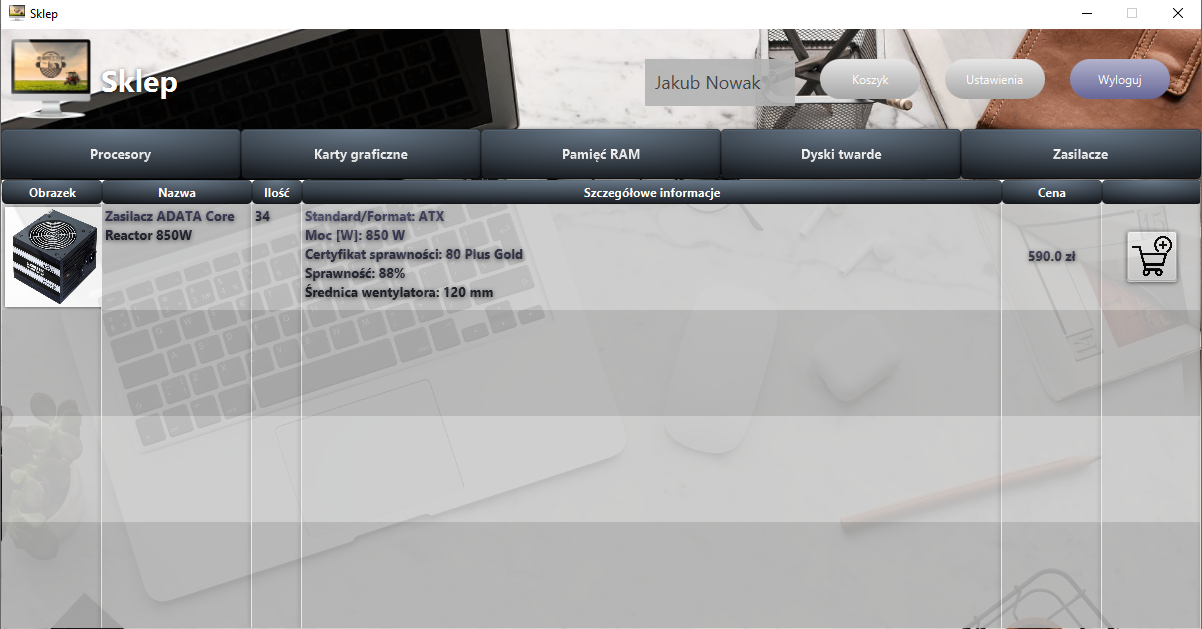 Sklep
Sklep
Jakub Nowak
Koszyk
Ustawienia
Wyloguj
Procesory
Karty graficzne
Pamięć RAM
Dyski twarde
Zasilacze
Obrazek
Nazwa
Ilość
Szczegółowe informacje
Cena
Zasilacz ADATA Core
Reactor 850W
34
Standard/Format: ATX
Moc [W]: 850 W
Certyfikat sprawności: 80 Plus Gold
Sprawność: 88%
Średnica wentylatora: 120 mm
590.0 zł